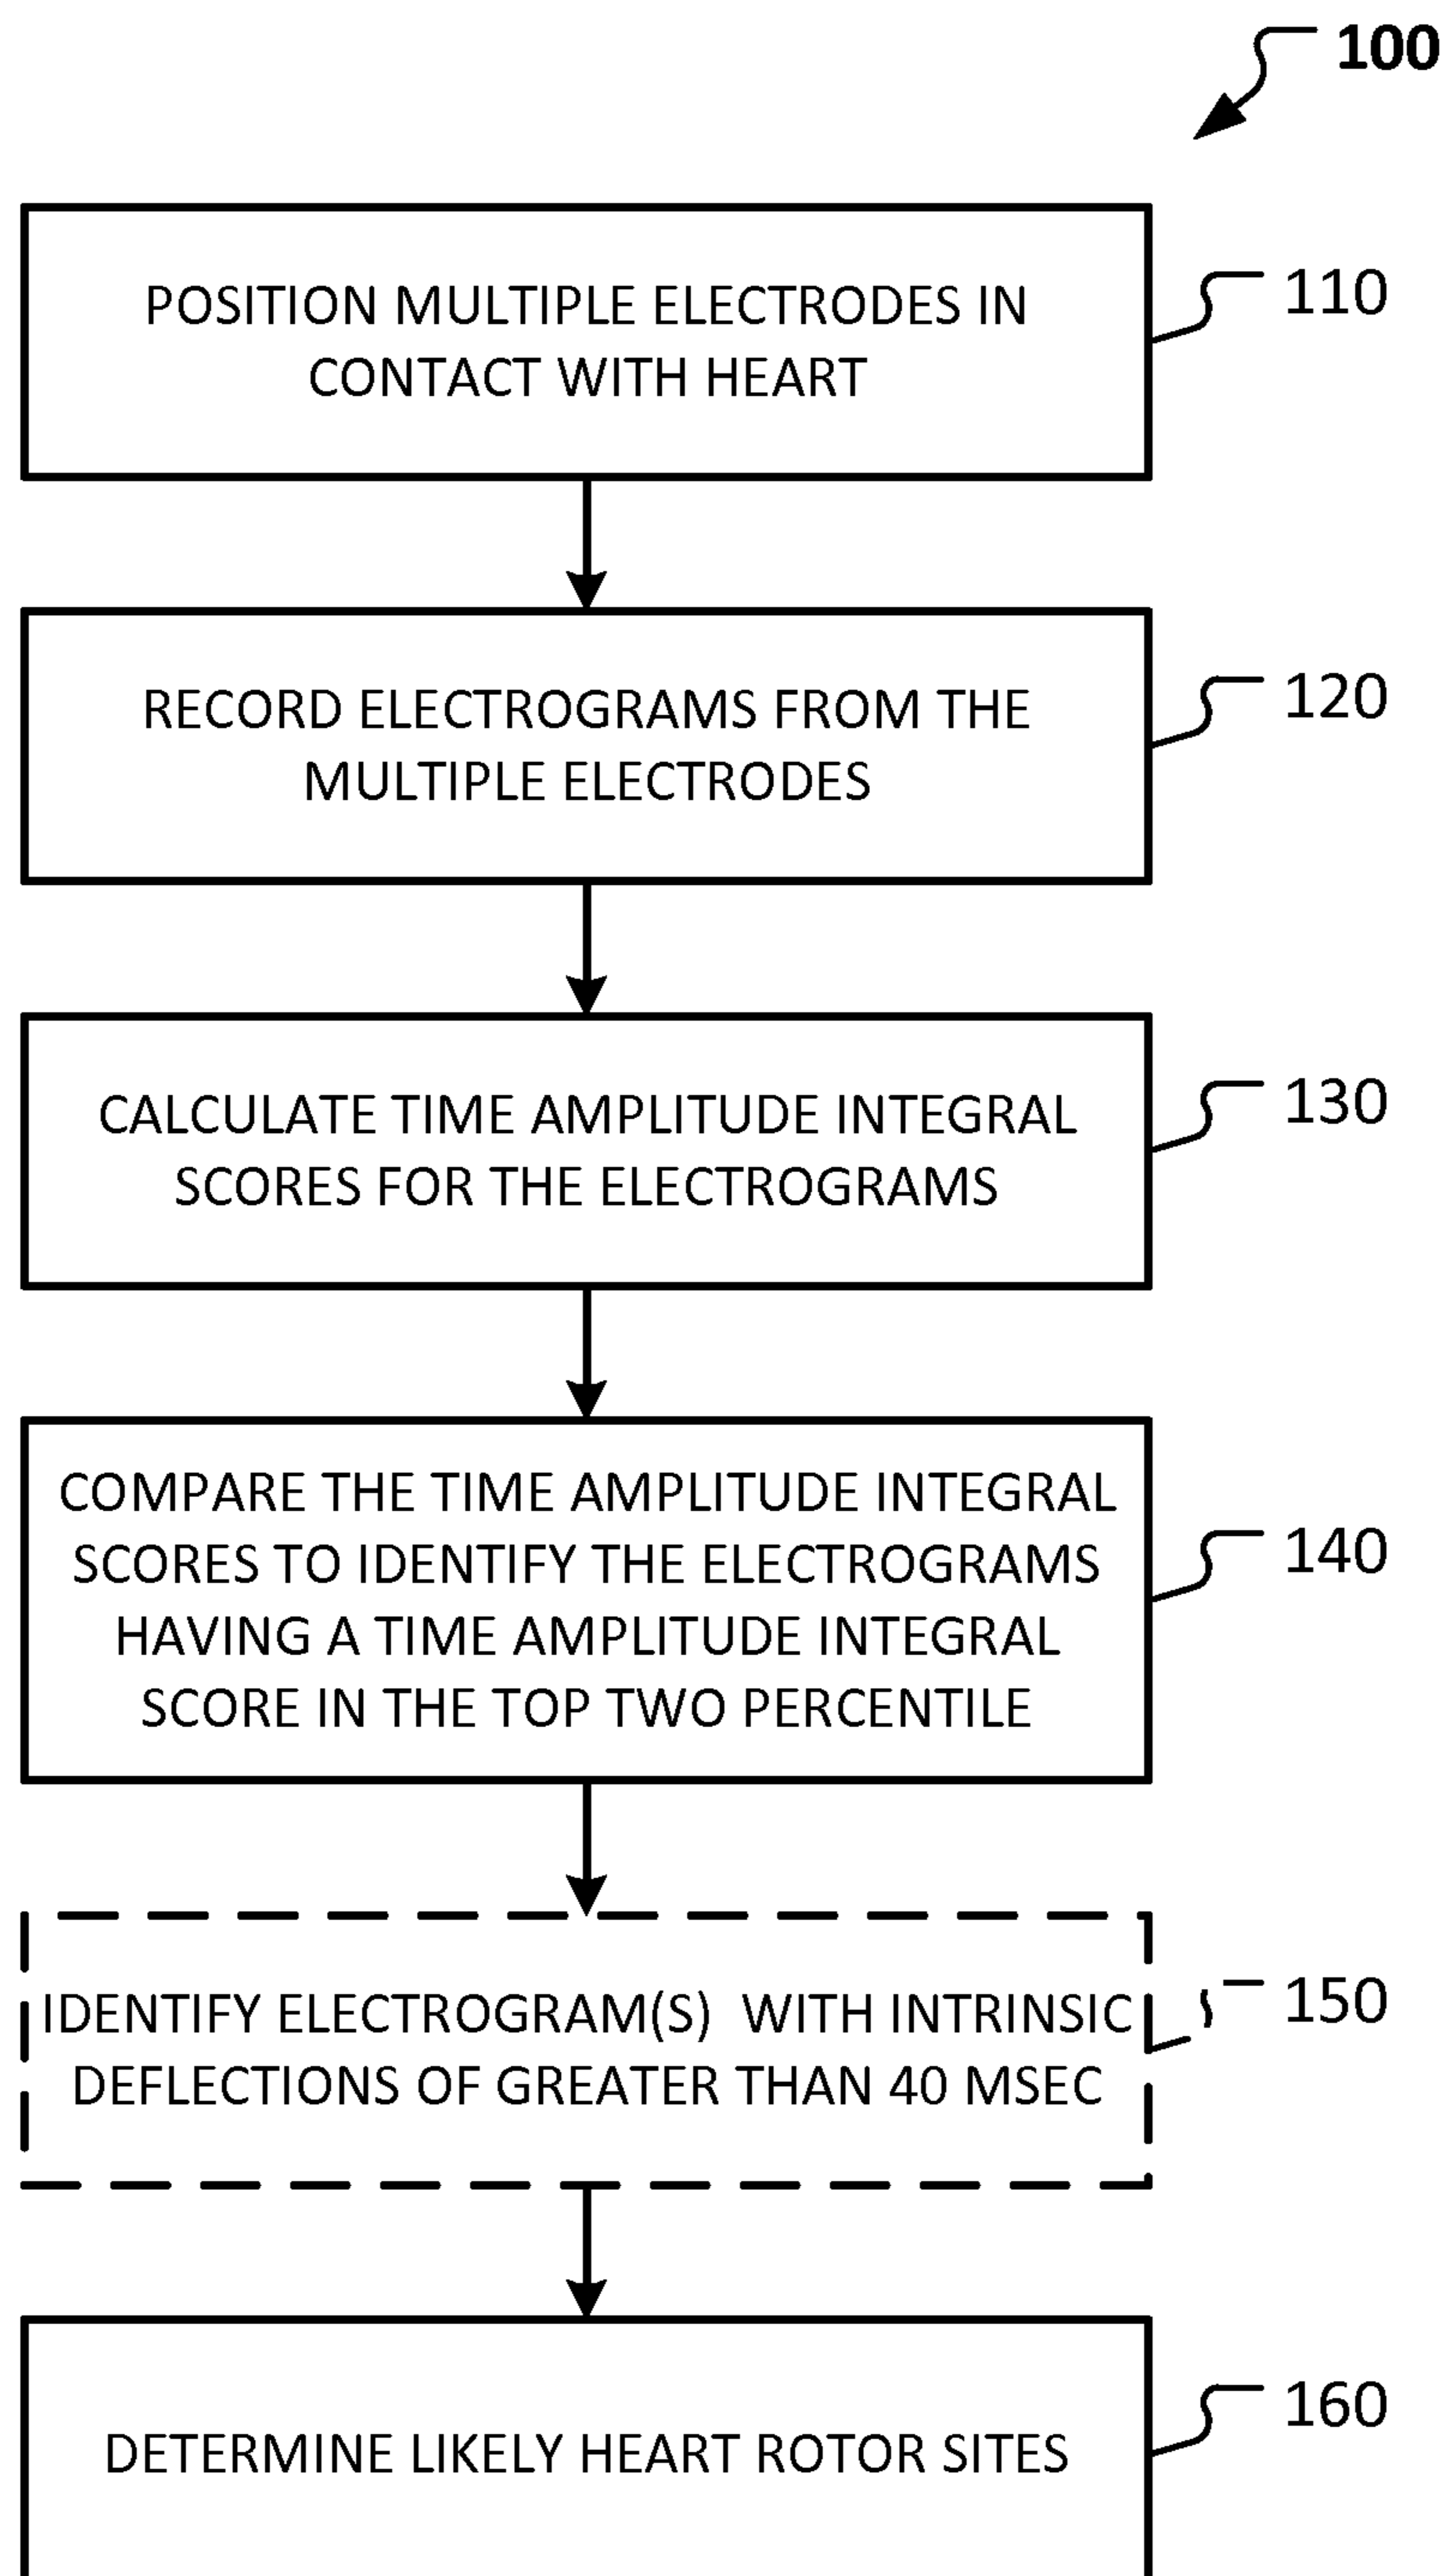 100
POSITION MULTIPLE ELECTRODES IN
CONTACT WITH HEART
110
RECORD ELECTROGRAMS FROM THE
MULTIPLE ELECTRODES
120
CALCULATE TIME AMPLITUDE INTEGRAL
SCORES FOR THE ELECTROGRAMS
130
COMPARE THE TIME AMPLITUDE INTEGRAL
SCORES TO IDENTIFY THE ELECTROGRAMS
HAVING A TIME AMPLITUDE INTEGRAL
SCORE IN THE TOP TWO PERCENTILE
140
IDENTIFY ELECTROGRAM(S) WITH INTRINSIC
DEFLECTIONS OF GREATER THAN 40 MSEC
150
DETERMINE LIKELY HEART ROTOR SITES
160